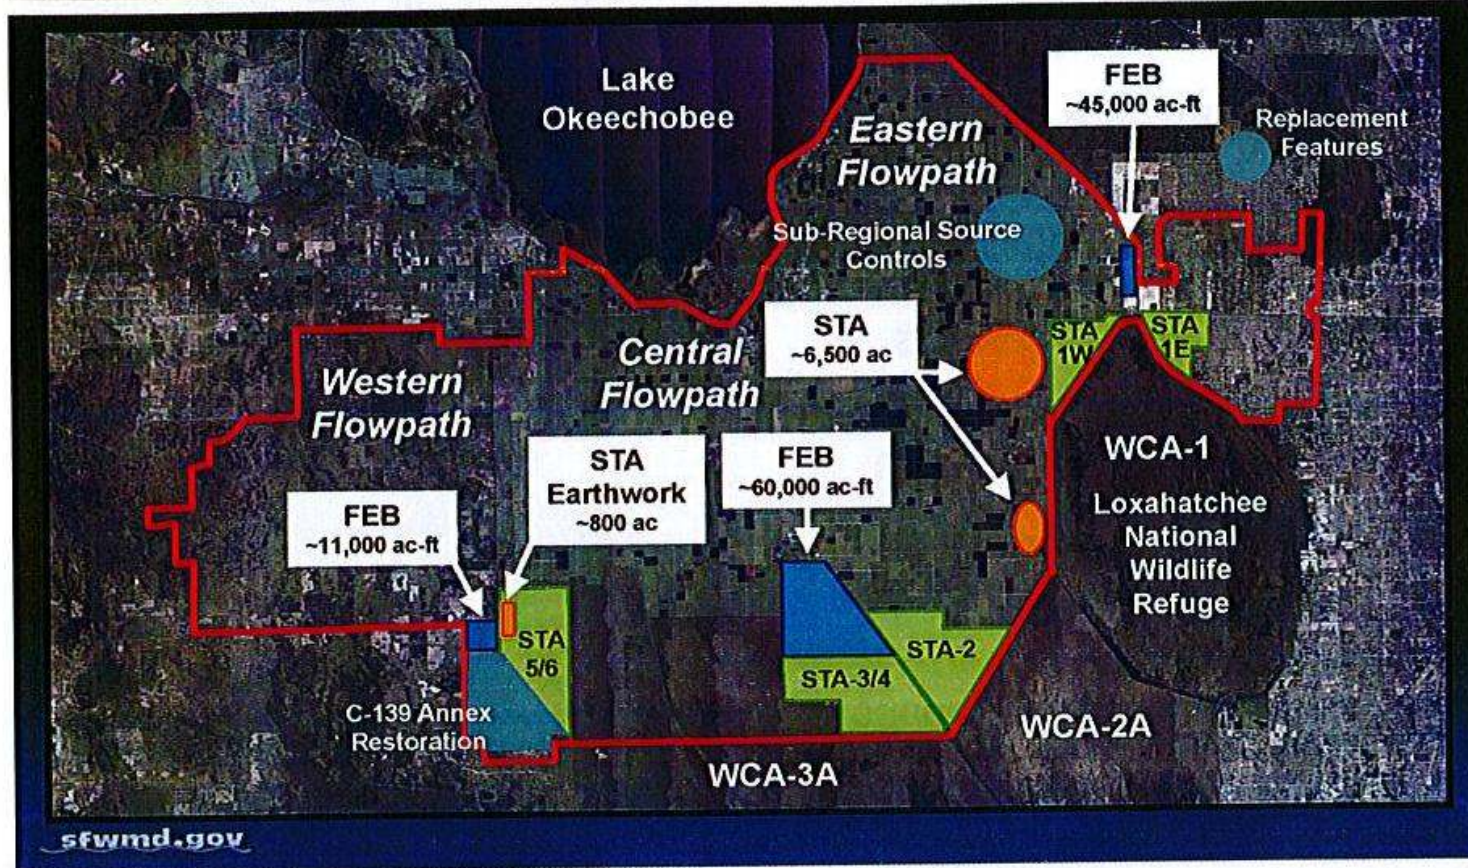 Lake
Okeechobee
Eastern
Flowpath
FEB
~45,000 ac-ft
Replacement
Features
Sub-Regional Source
Controls
STA
~6,500 ac
STA
1W
STA
1E
Central
Flowpath
Western
Flowpath
WCA-1
Loxahatchee
National
Wildlife
Refuge
STA
Earthwork
~800 ac
FEB
~60,000 ac-ft
FEB
~11,000 ac-ft
STA
5/6
STA-2
STA-3/4
C-139 Annex
Restoration
WCA-2A
WCA-3A
sfwmd.gov